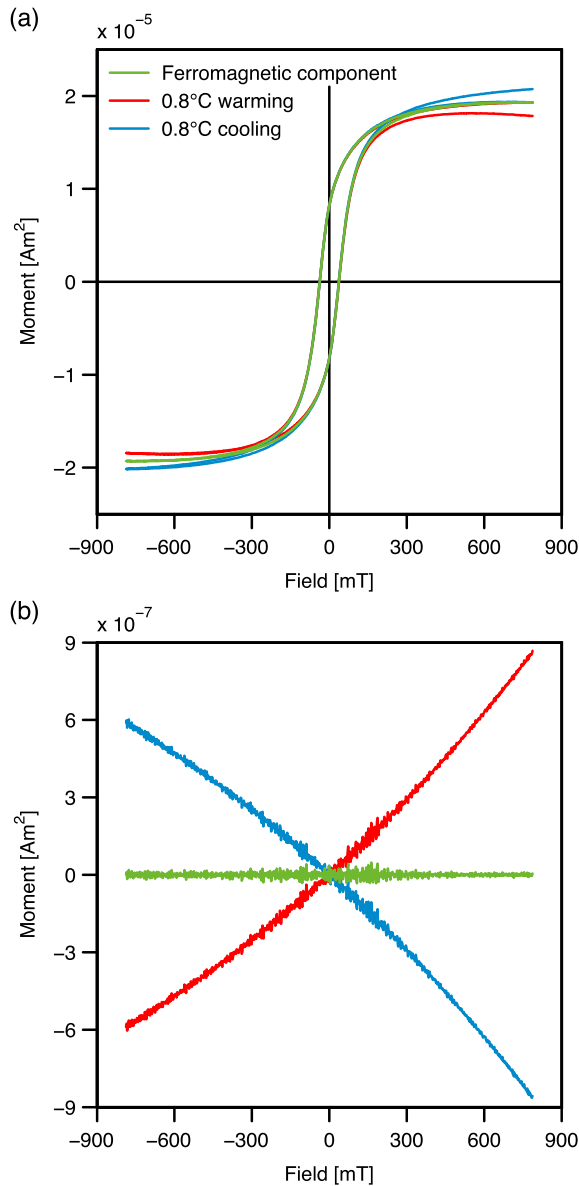 (a)
x 10⁻⁵
Ferromagnetic component
0.8°C warming
0.8°C cooling
2
1
0
−1
−2
Moment [Am²]
−900 −600 −300 0 300 600 900
Field [mT]
(b)
x 10⁻⁷
9
6
3
0
−3
−6
−9
Moment [Am²]
−900 −600 −300 0 300 600 900
Field [mT]